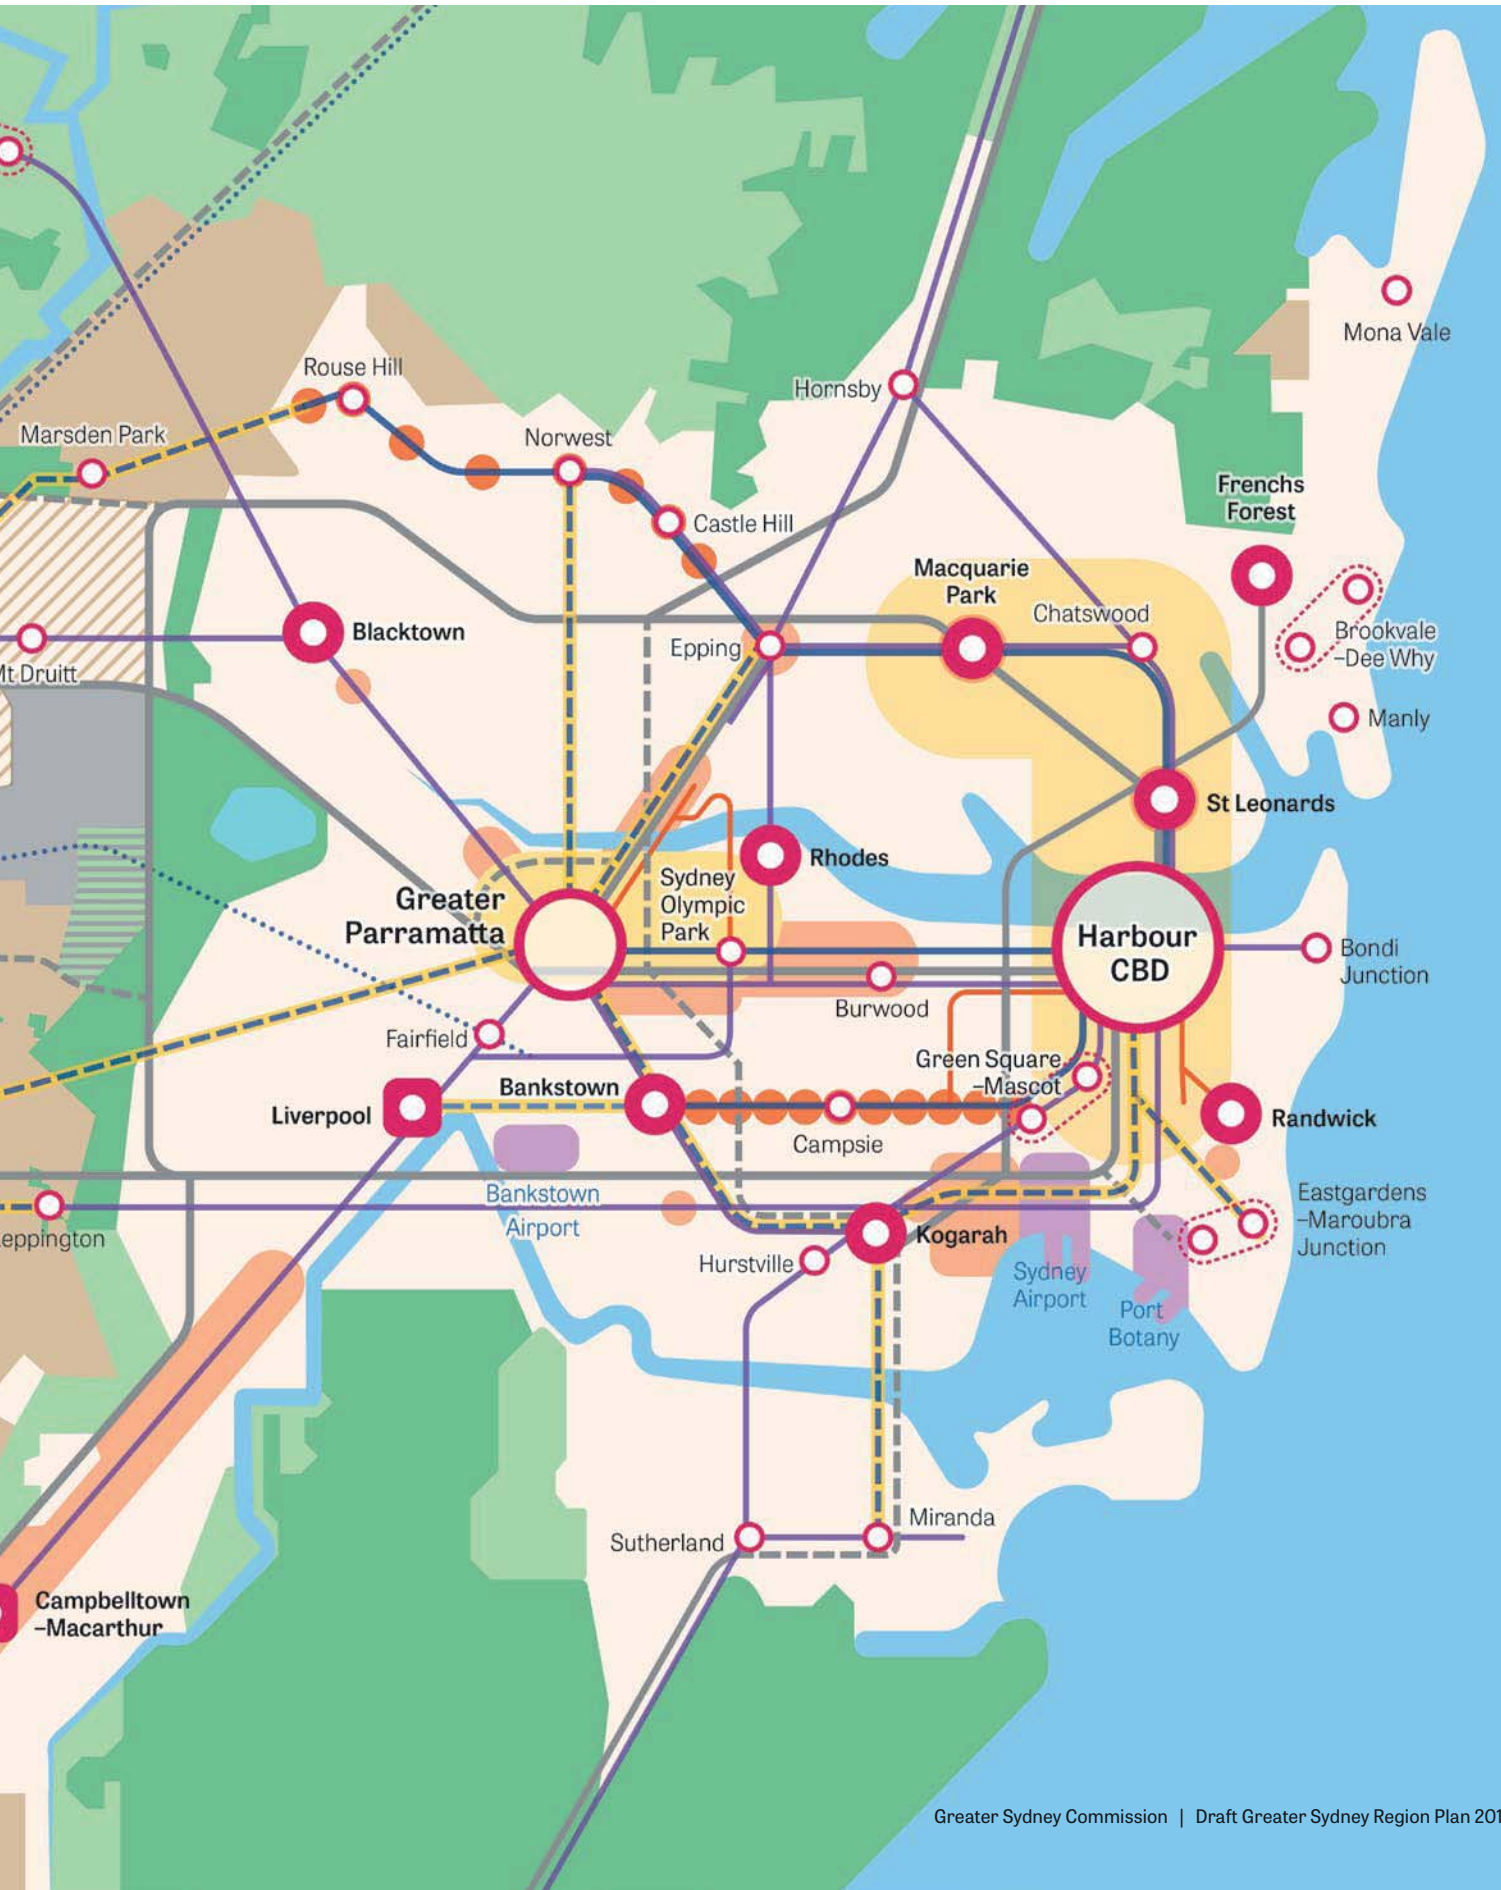 Mona Vale
Rouse Hill
Hornsby
Marsden Park
Norwest
Frenchs
Forest
Castle Hill
Macquarie
Park
Chatswood
Blacktown
Epping
Brookvale
–Dee Why
Mt Druitt
Manly
St Leonards
Rhodes
Greater
Parramatta
Sydney
Olympic
Park
Harbour
CBD
Bondi
Junction
Burwood
Fairfield
Green Square
–Mascot
Bankstown
Liverpool
Randwick
Campsie
Bankstown
Airport
Eastgardens
–Maroubra
Junction
eppington
Kogarah
Hurstville
Sydney
Airport
Port
Botany
Miranda
Sutherland
Campbelltown
–Macarthur
Greater Sydney Commission | Draft Greater Sydney Region Plan 201